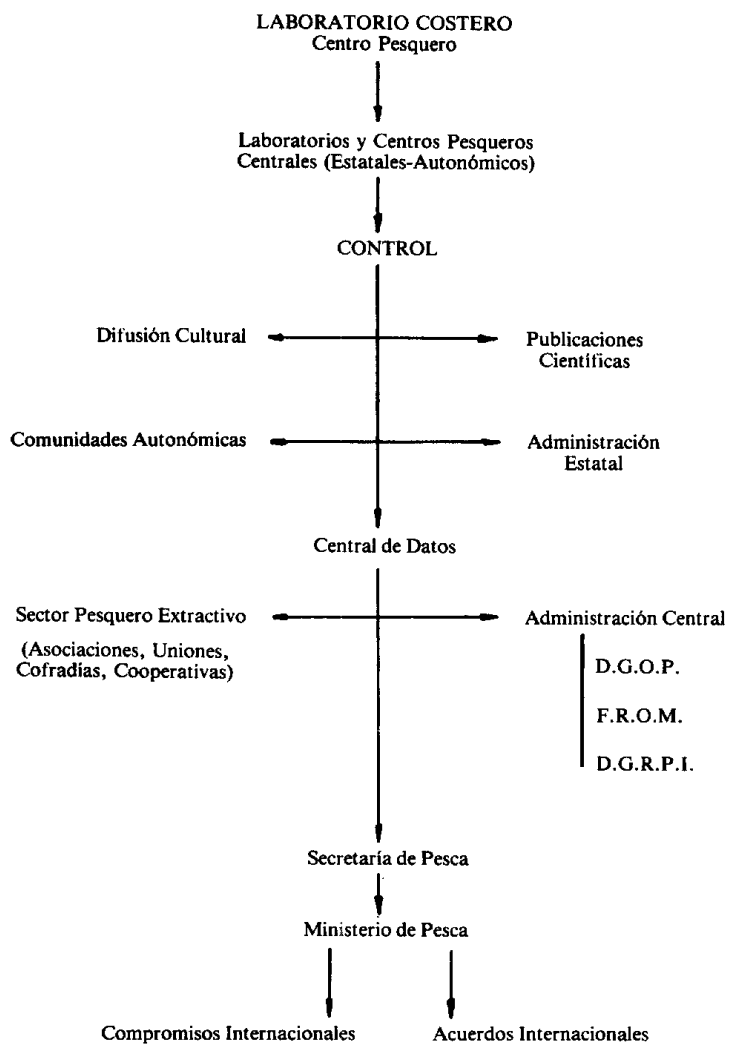 LABORATORIO COSTERO
Centro Pesquero
Laboratorios y Centros Pesqueros
Centrales (Estatales-Autonómicos)
CONTROL
Difusión Cultural
Publicaciones
Científicas
Comunidades Autonómicas
Administración
Estatal
Central de Datos
Sector Pesquero Extractivo
(Asociaciones, Uniones,
Cofradías, Cooperativas)
Administración Central
D.G.O.P.
F.R.O.M.
D.G.R.P.I.
Secretaría de Pesca
Ministerio de Pesca
Compromisos Internacionales
Acuerdos Internacionales